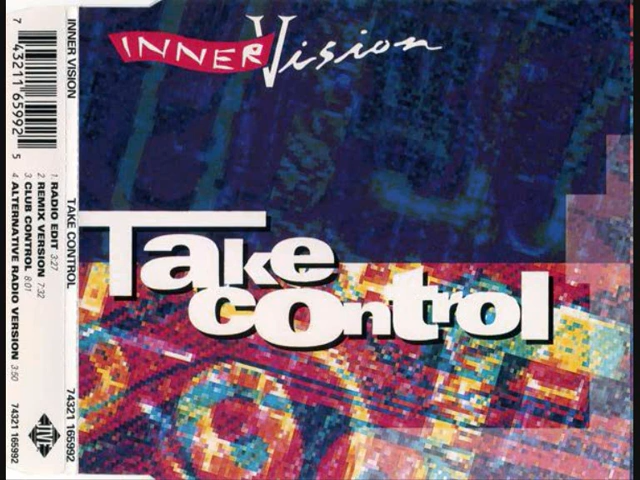 INNER Vision
Take
control
7 43211 65992 5
INNER VISION
TAKE CONTROL
74321 165992
1. RADIO EDIT 3:27
2. REMIX VERSION 7:32
3. CLUB CONTROL 8:01
4. ALTERNATIVE RADIO VERSION 3:50
74321 165992